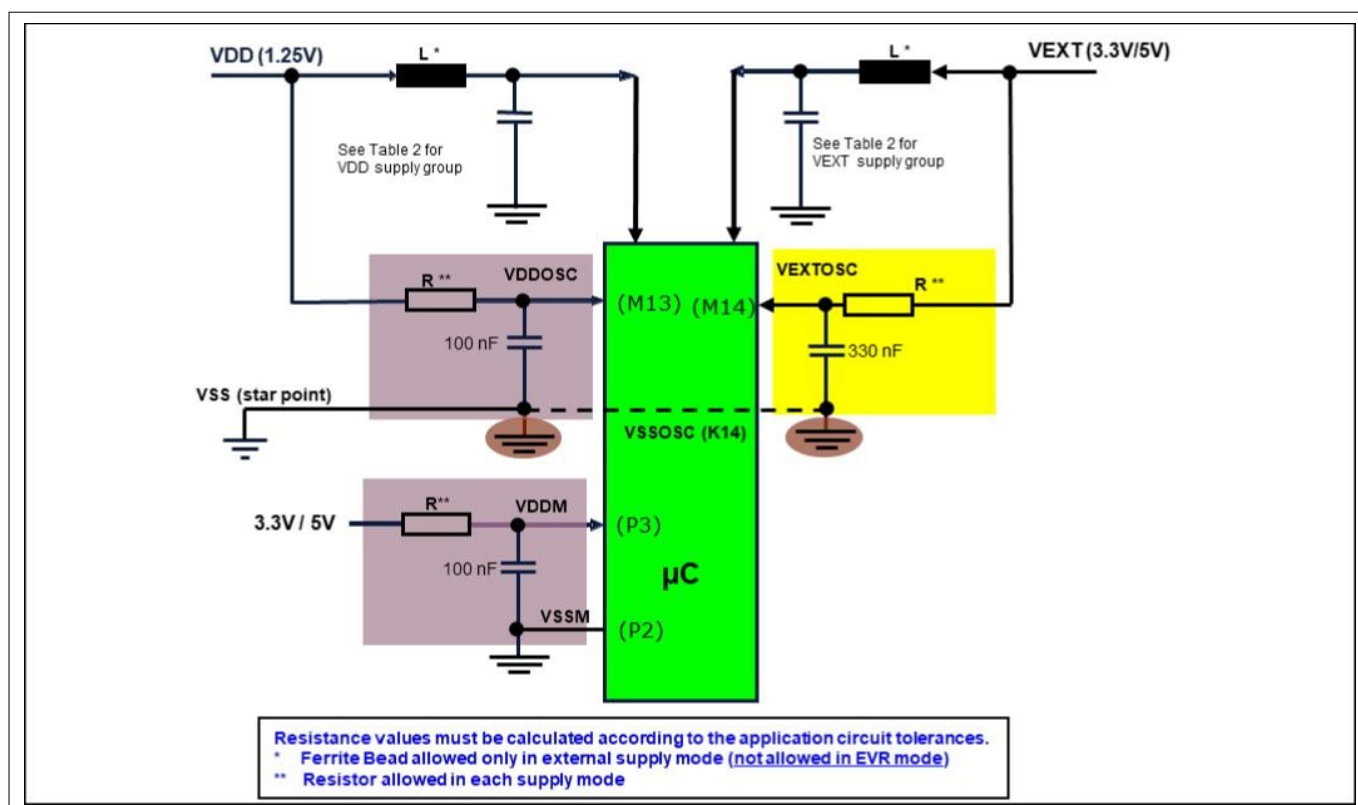 VDD (1.25V)
L *
L *
VEXT (3.3V/5V)
See Table 2 for
VDD supply group
See Table 2 for
VEXT supply group
R **
VDDOSC
(M13)
(M14)
VEXTOSC
R **
100 nF
330 nF
VSS (star point)
VSSOSC (K14)
3.3V / 5V
R**
VDDM
(P3)
100 nF
µC
VSSM
(P2)
Resistance values must be calculated according to the application circuit tolerances.
* Ferrite Bead allowed only in external supply mode (not allowed in EVR mode)
** Resistor allowed in each supply mode